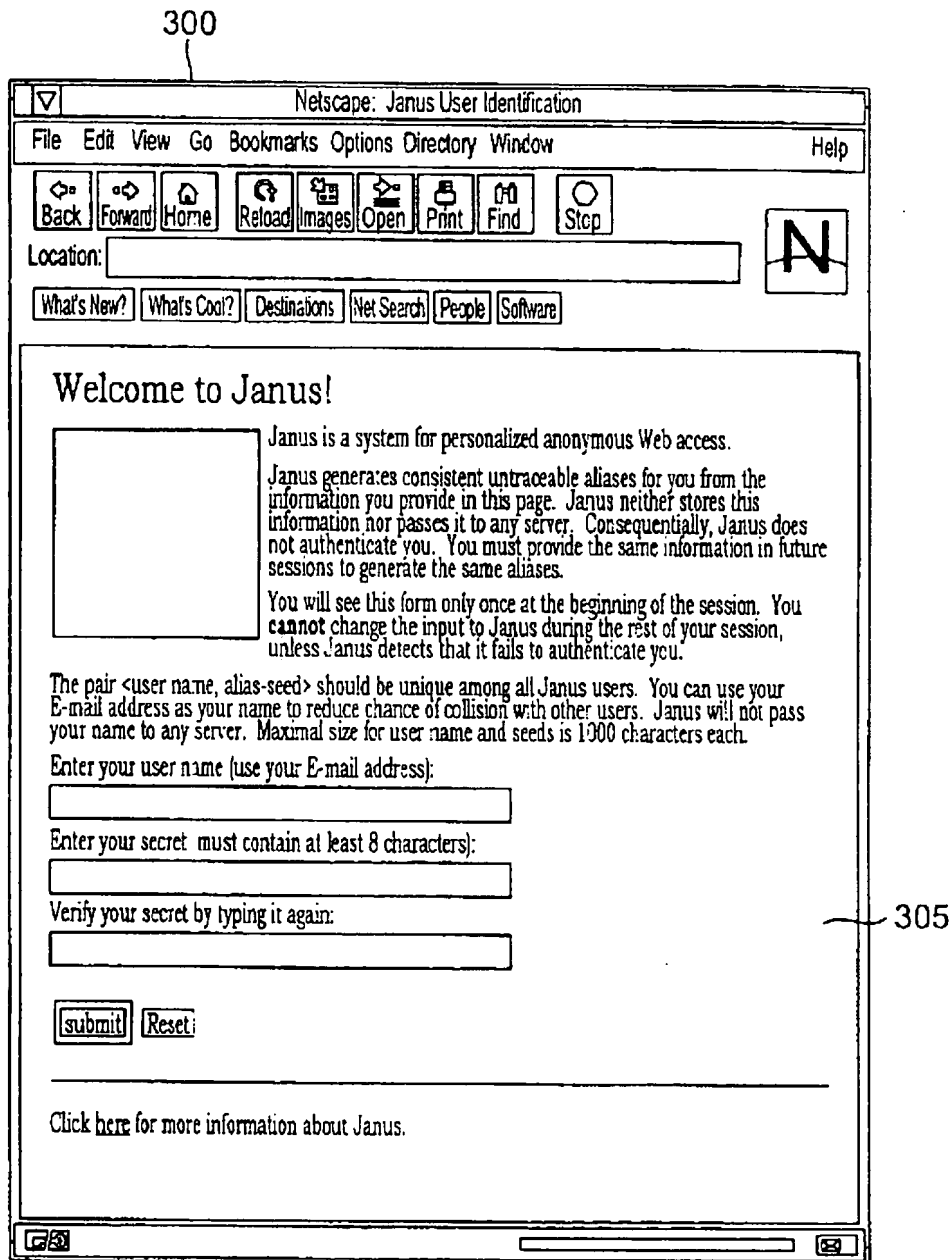 300
Netscape: Janus User Identification
File Edit View Go Bookmarks Options Directory Window Help
Back Forward Home Reload Images Open Print Find Stop
N
Location:
What's New? What's Cool? Destinations Net Search People Software
Welcome to Janus!
Janus is a system for personalized anonymous Web access.
Janus generates consistent untraceable aliases for you from the
information you provide in this page. Janus neither stores this
information nor passes it to any server. Consequentially, Janus does
not authenticate you. You must provide the same information in future
sessions to generate the same aliases.
You will see this form only once at the beginning of the session. You
cannot change the input to Janus during the rest of your session,
unless Janus detects that it fails to authenticate you.
The pair <user name, alias-seed> should be unique among all Janus users. You can use your
E-mail address as your name to reduce chance of collision with other users. Janus will not pass
your name to any server. Maximal size for user name and seeds is 1000 characters each.
Enter your user name (use your E-mail address):
Enter your secret must contain at least 8 characters):
Verify your secret by typing it again:
305
submit Reset
Click here for more information about Janus.